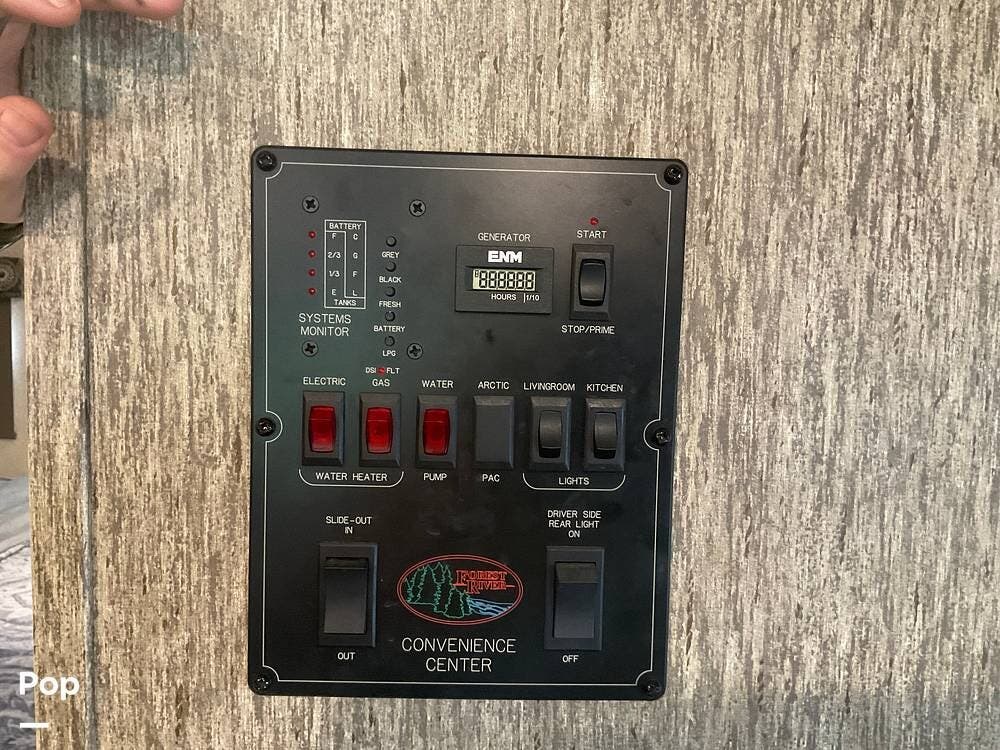 BATTERY
F C
2/3 G
1/3 F
E L
TANKS
SYSTEMS
MONITOR
GREY
BLACK
FRESH
BATTERY
LPG
GENERATOR
ENM
HOURS 1/10
START
STOP/PRIME
DSI FLT
ELECTRIC
GAS
WATER HEATER
WATER
PUMP
ARCTIC
PAC
LIVINGROOM
KITCHEN
LIGHTS
SLIDE-OUT
IN
OUT
FOREST
RIVER
CONVENIENCE
CENTER
DRIVER SIDE
REAR LIGHT
ON
OFF
Pop